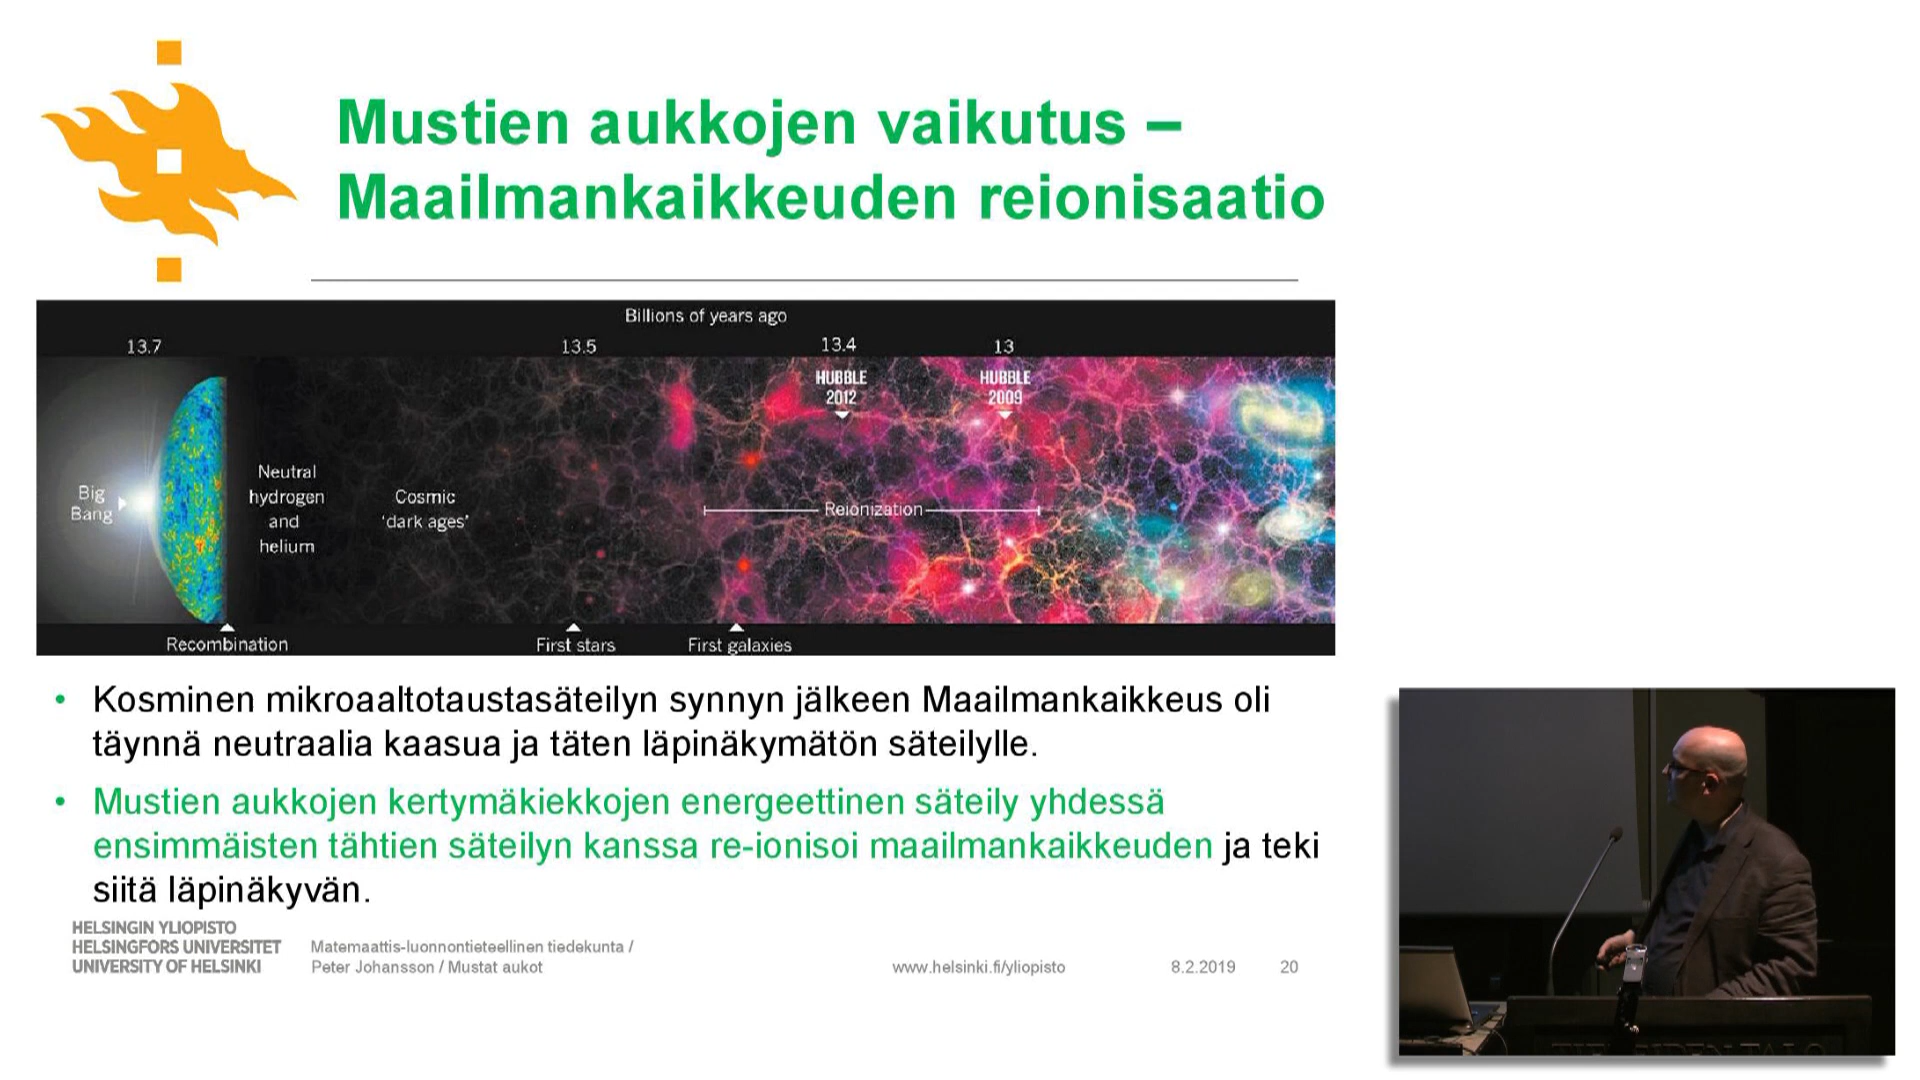 Mustien aukkojen vaikutus –
Maailmankaikkeuden reionisaatio
Billions of years ago
13.7
13.5
13.4
13
HUBBLE
2012
HUBBLE
2009
Big
Bang
Neutral
hydrogen
and
helium
Cosmic
‘dark ages’
Reionization
Recombination
First stars
First galaxies
• Kosminen mikroaaltotaustasäteilyn synnyn jälkeen Maailmankaikkeus oli
täynnä neutraalia kaasua ja täten läpinäkymätön säteilylle.
• Mustien aukkojen kertymäkiekkojen energeettinen säteily yhdessä
ensimmäisten tähtien säteilyn kanssa re-ionisoi maailmankaikkeuden ja teki
siitä läpinäkyvän.
HELSINGIN YLIOPISTO
HELSINGFORS UNIVERSITET
UNIVERSITY OF HELSINKI
Matemaattis-luonnontieteellinen tiedekunta /
Peter Johansson / Mustat aukot
www.helsinki.fi/yliopisto
8.2.2019
20